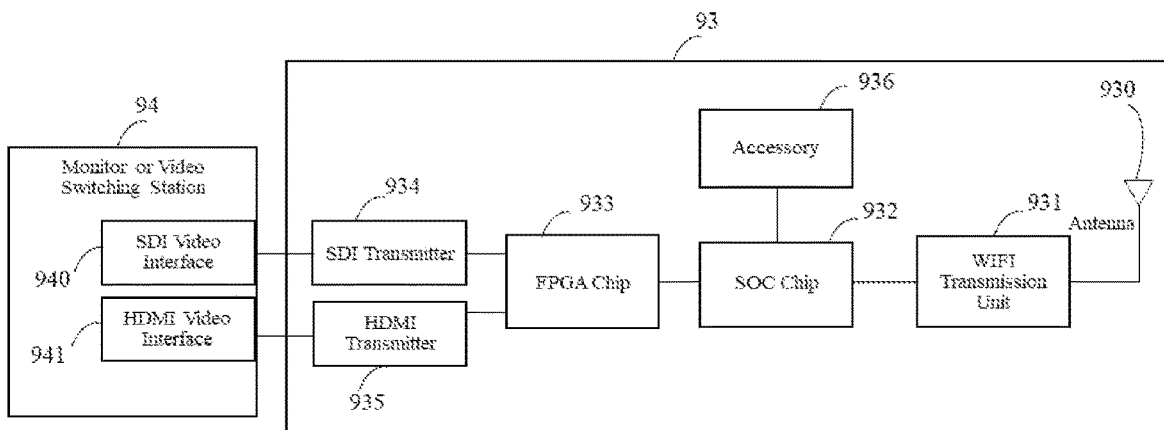 93
94
936
930
Monitor or Video
Switching Station
Accessory
934
933
932
931
Antenna
SDI Video
Interface
SDI Transmitter
FPGA Chip
SOC Chip
WIFI
Transmission
Unit
940
HDMI Video
Interface
HDMI
Transmitter
941
935